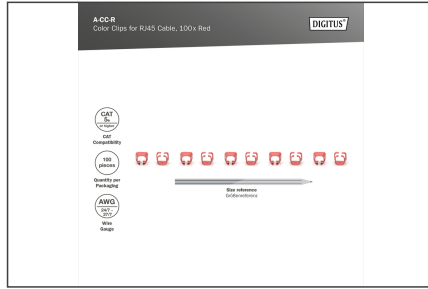 A-CC-R
Color Clips for RJ45 Cable, 100x Red
DIGITUS®
CAT
5e
or higher
CAT
Compatibility
100
pieces
Quantity per
Packaging
AWG
24/7 –
27/7
Wire
Gauge
Size reference
Größenreferenz